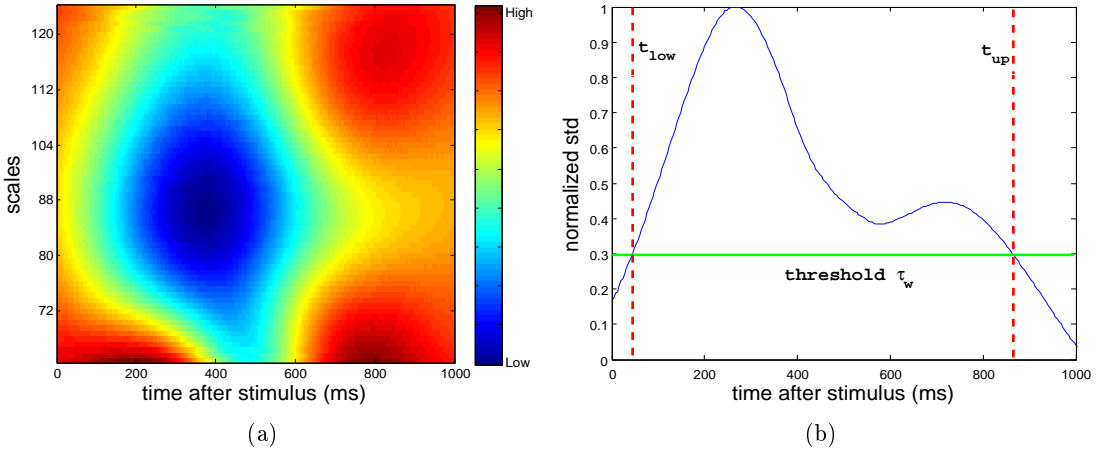 High
120
112
104
96
88
80
72
Low
scales
0 200 400 600 800 1000
time after stimulus (ms)
(a)
1
0.9
0.8
0.7
0.6
0.5
0.4
0.3
0.2
0.1
0
normalized std
t_low
t_up
threshold τ_w
0 200 400 600 800 1000
time after stimulus (ms)
(b)